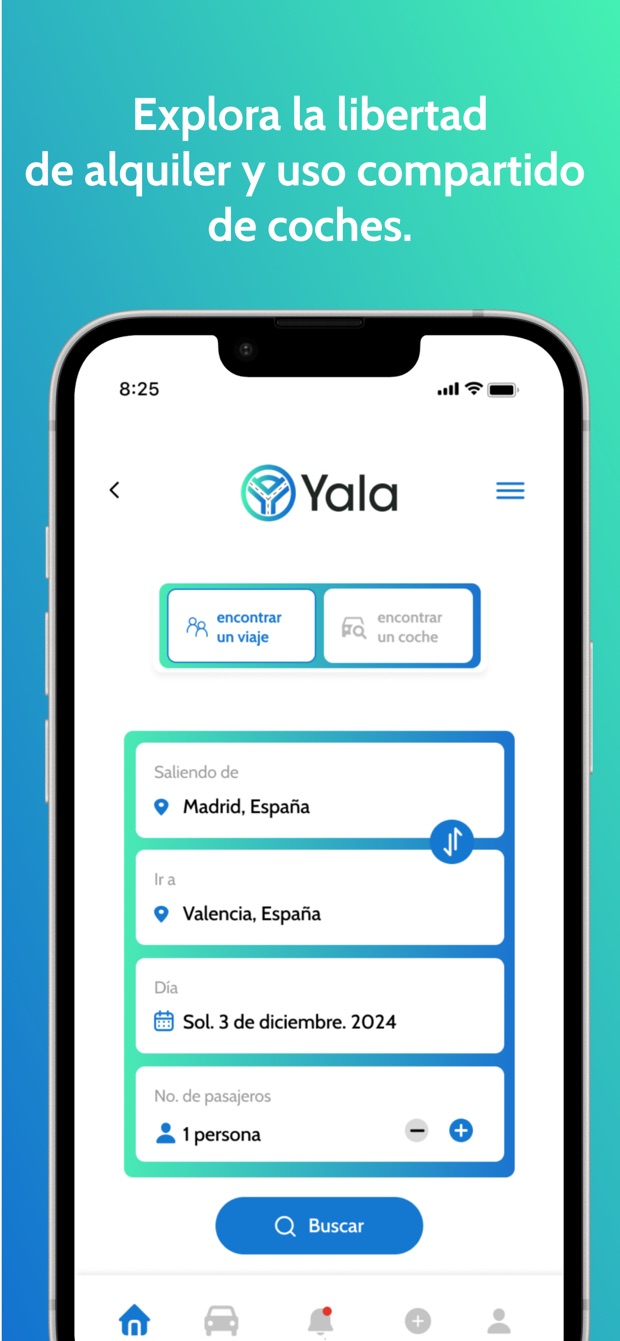 Explora la libertad
de alquiler y uso compartido
de coches.
8:25
Yala
encontrar
un viaje
encontrar
un coche
Saliendo de
Madrid, España
Ir a
Valencia, España
Día
Sol. 3 de diciembre. 2024
No. de pasajeros
1 persona
Buscar